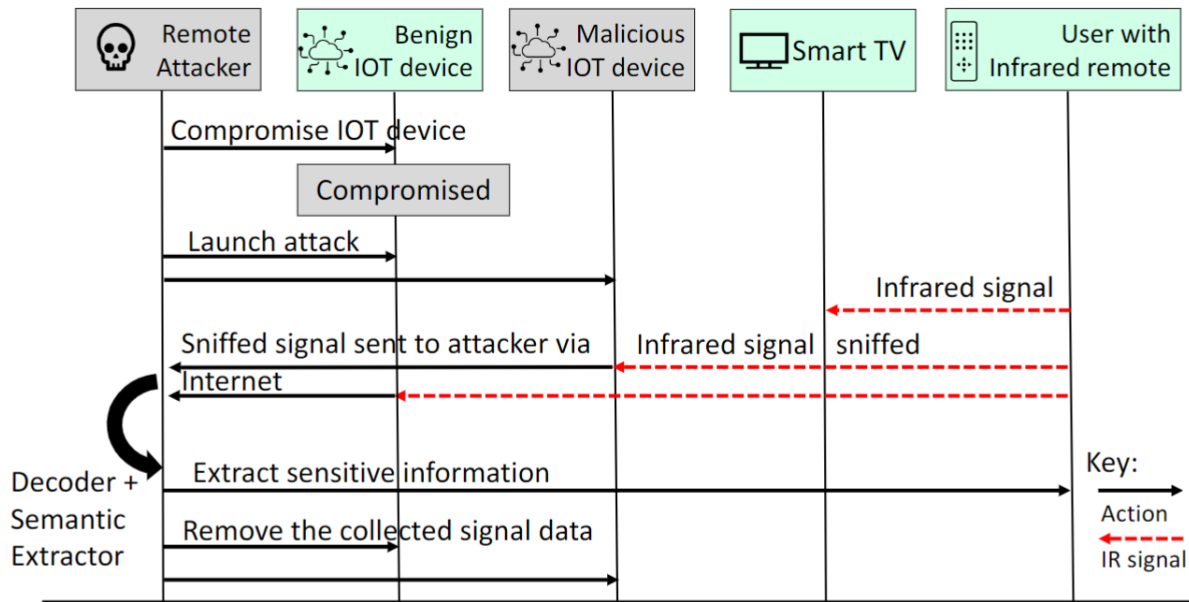 Remote
Attacker
Benign
IOT device
Malicious
IOT device
Smart TV
User with
Infrared remote
Compromise IOT device
Compromised
Launch attack
Infrared signal
Sniffed signal sent to attacker via
Internet
Infrared signal sniffed
Extract sensitive information
Decoder +
Semantic
Extractor
Remove the collected signal data
Key:
Action
IR signal